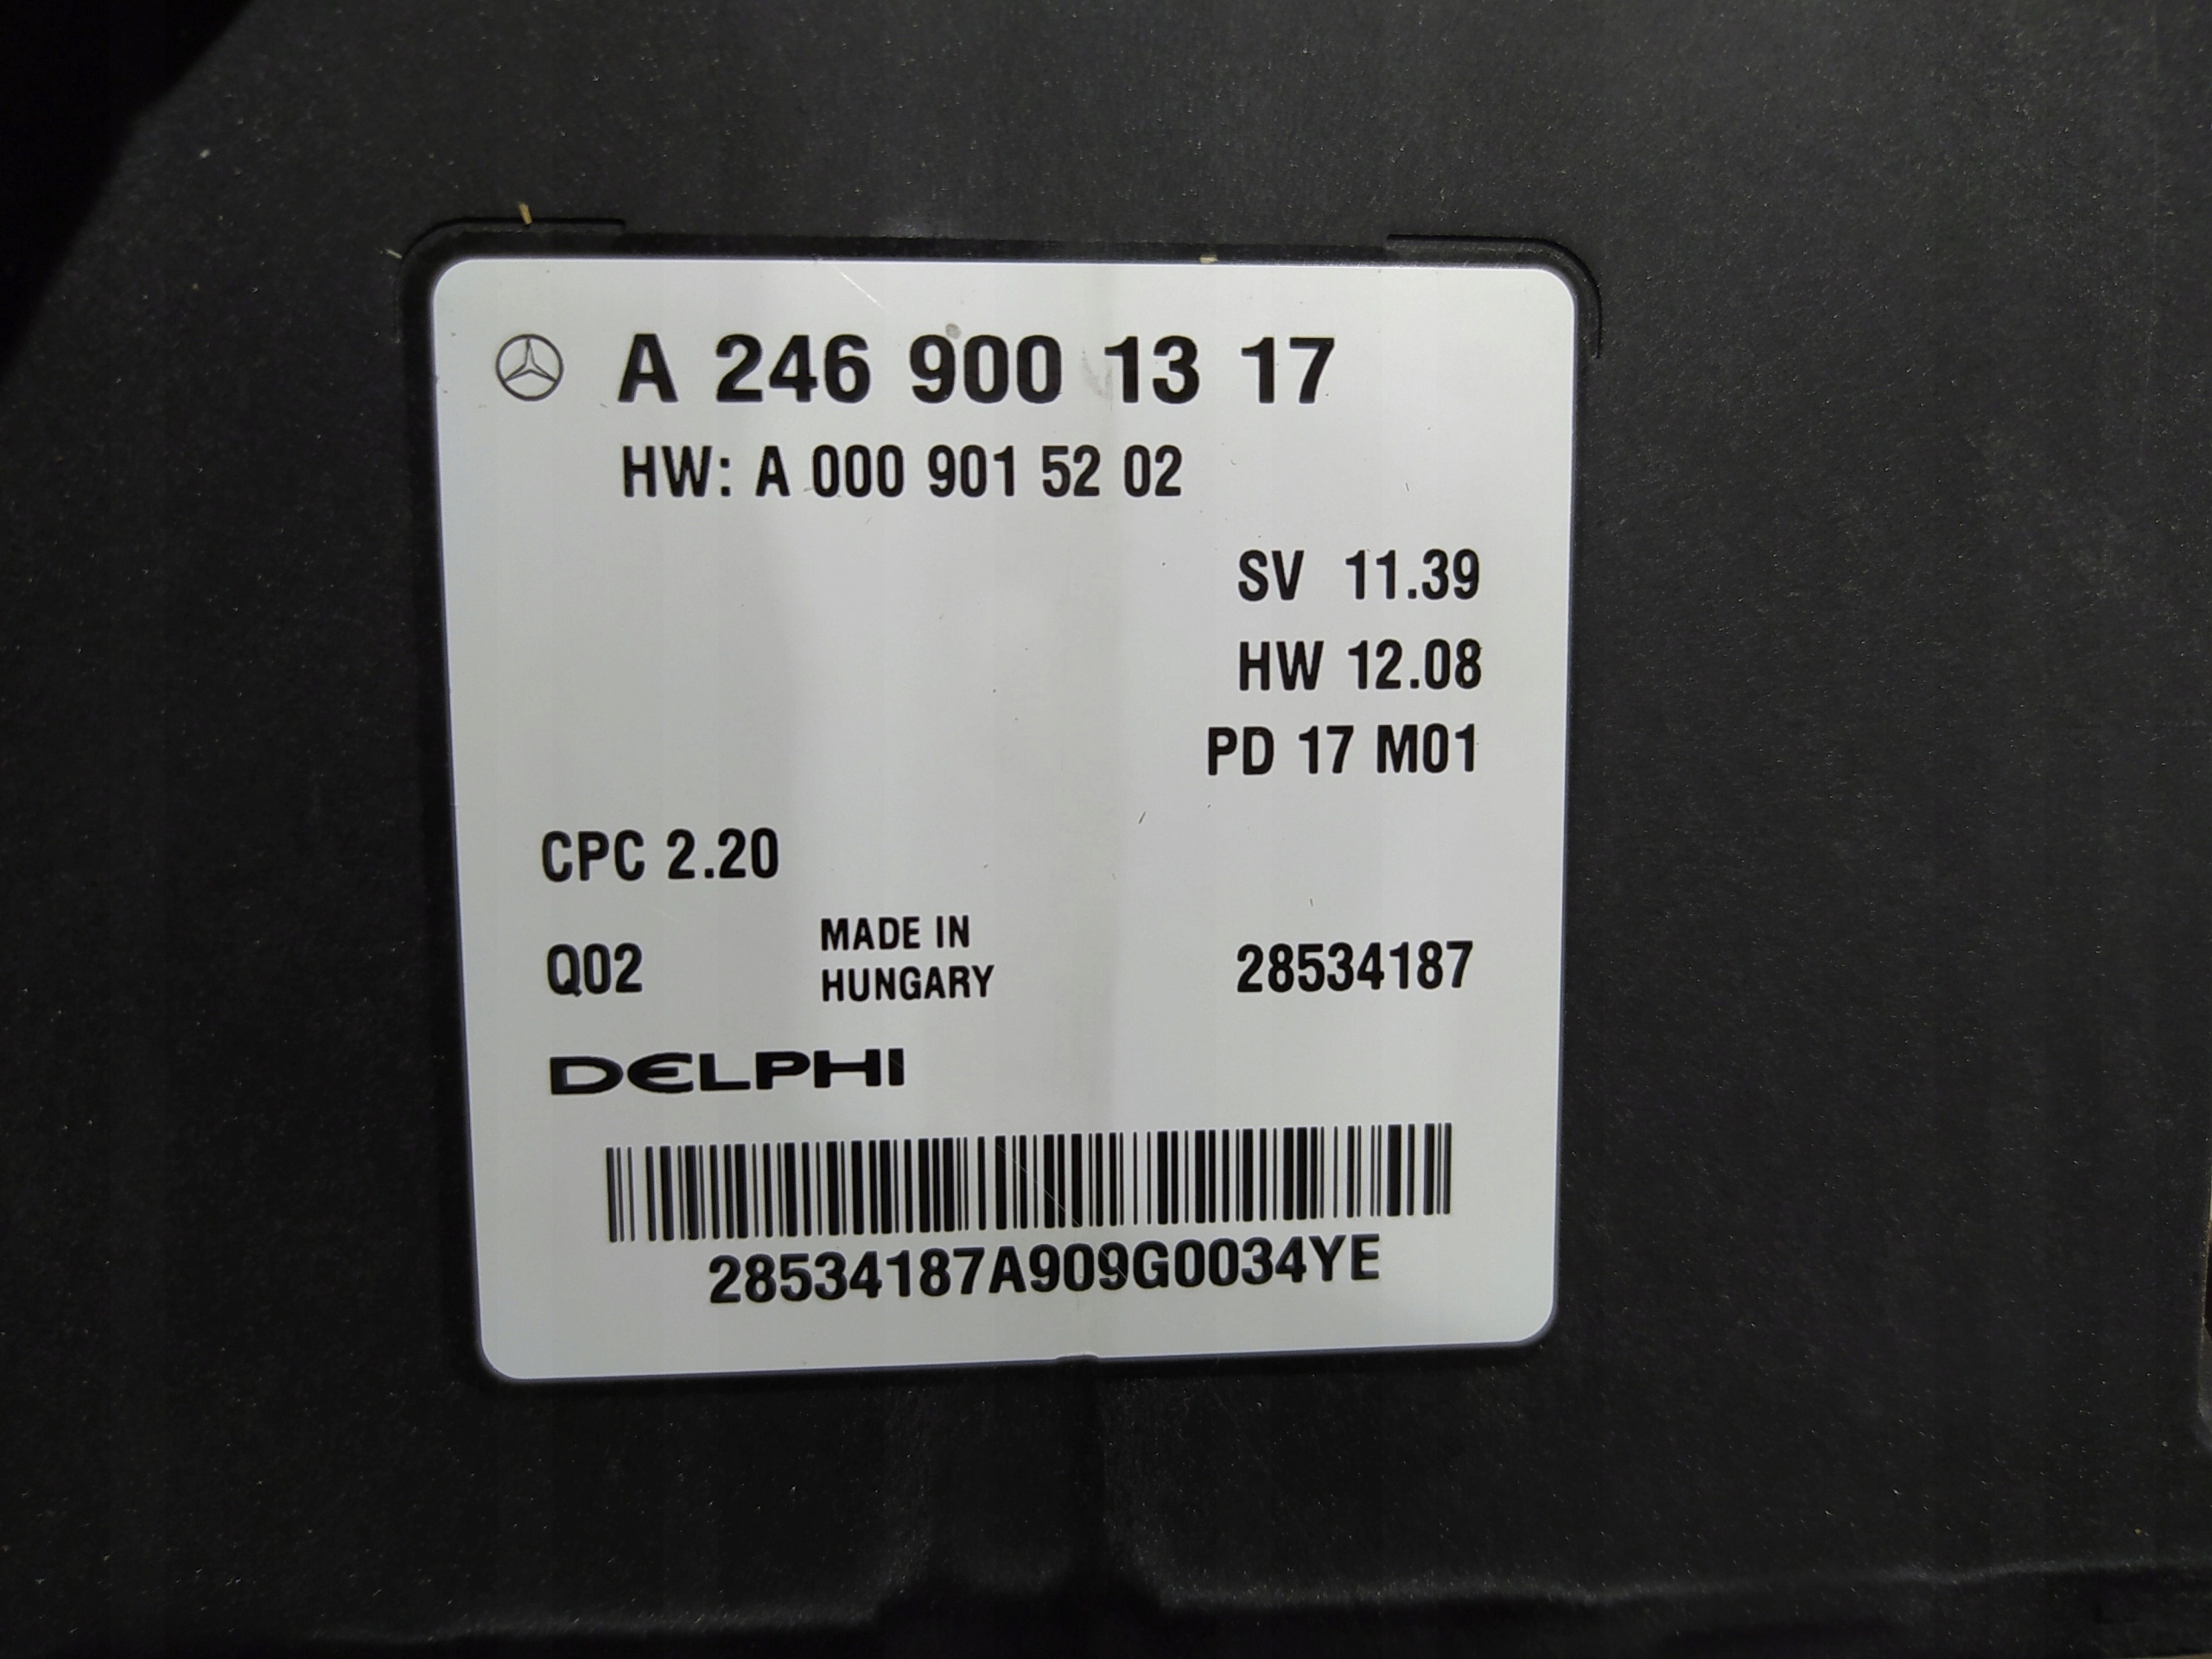 A 246 900 13 17
HW: A 000 901 52 02
SV 11.39
HW 12.08
PD 17 M01
CPC 2.20
Q02
MADE IN
HUNGARY
28534187
DELPHI
28534187A909G0034YE